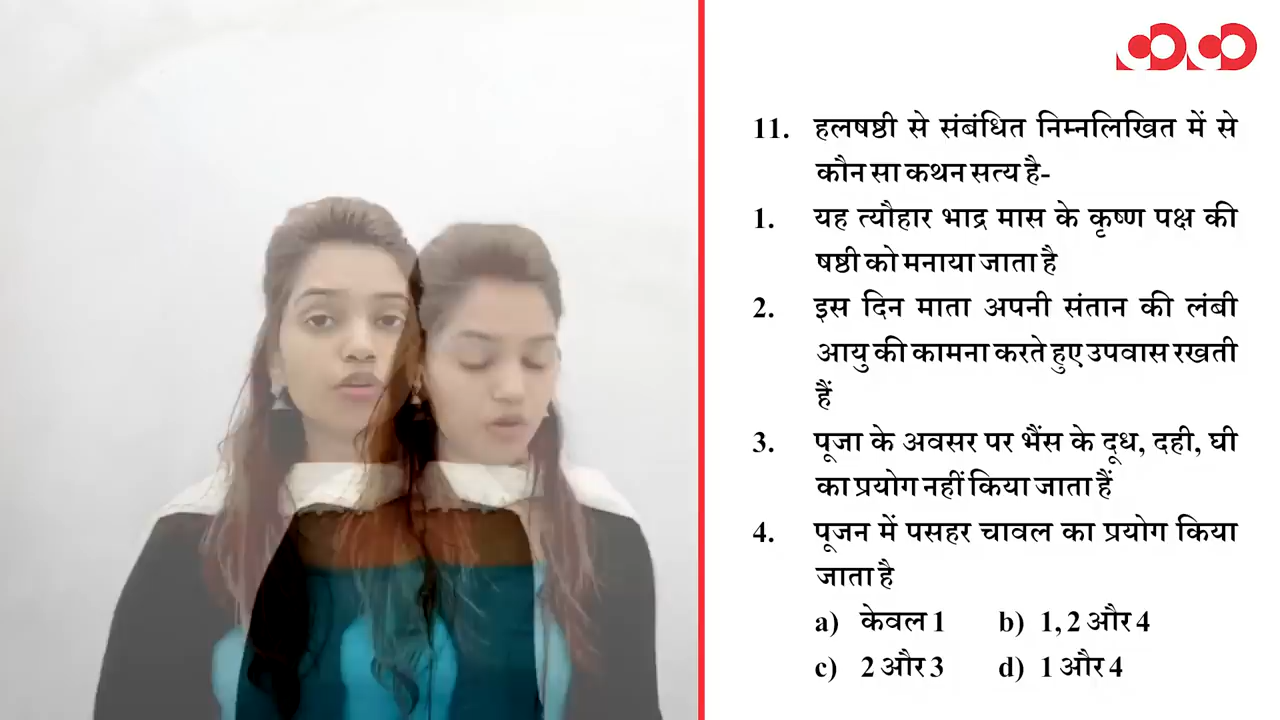 11. हलषष्ठी से संबंधित निम्नलिखित में से
कौन सा कथन सत्य है-
1. यह त्यौहार भाद्र मास के कृष्ण पक्ष की
षष्ठी को मनाया जाता है
2. इस दिन माता अपनी संतान की लंबी
आयु की कामना करते हुए उपवास रखती
हैं
3. पूजा के अवसर पर भैंस के दूध, दही, घी
का प्रयोग नहीं किया जाता हैं
4. पूजन में पसहर चावल का प्रयोग किया
जाता है
a) केवल 1 b) 1, 2 और 4
c) 2 और 3 d) 1 और 4